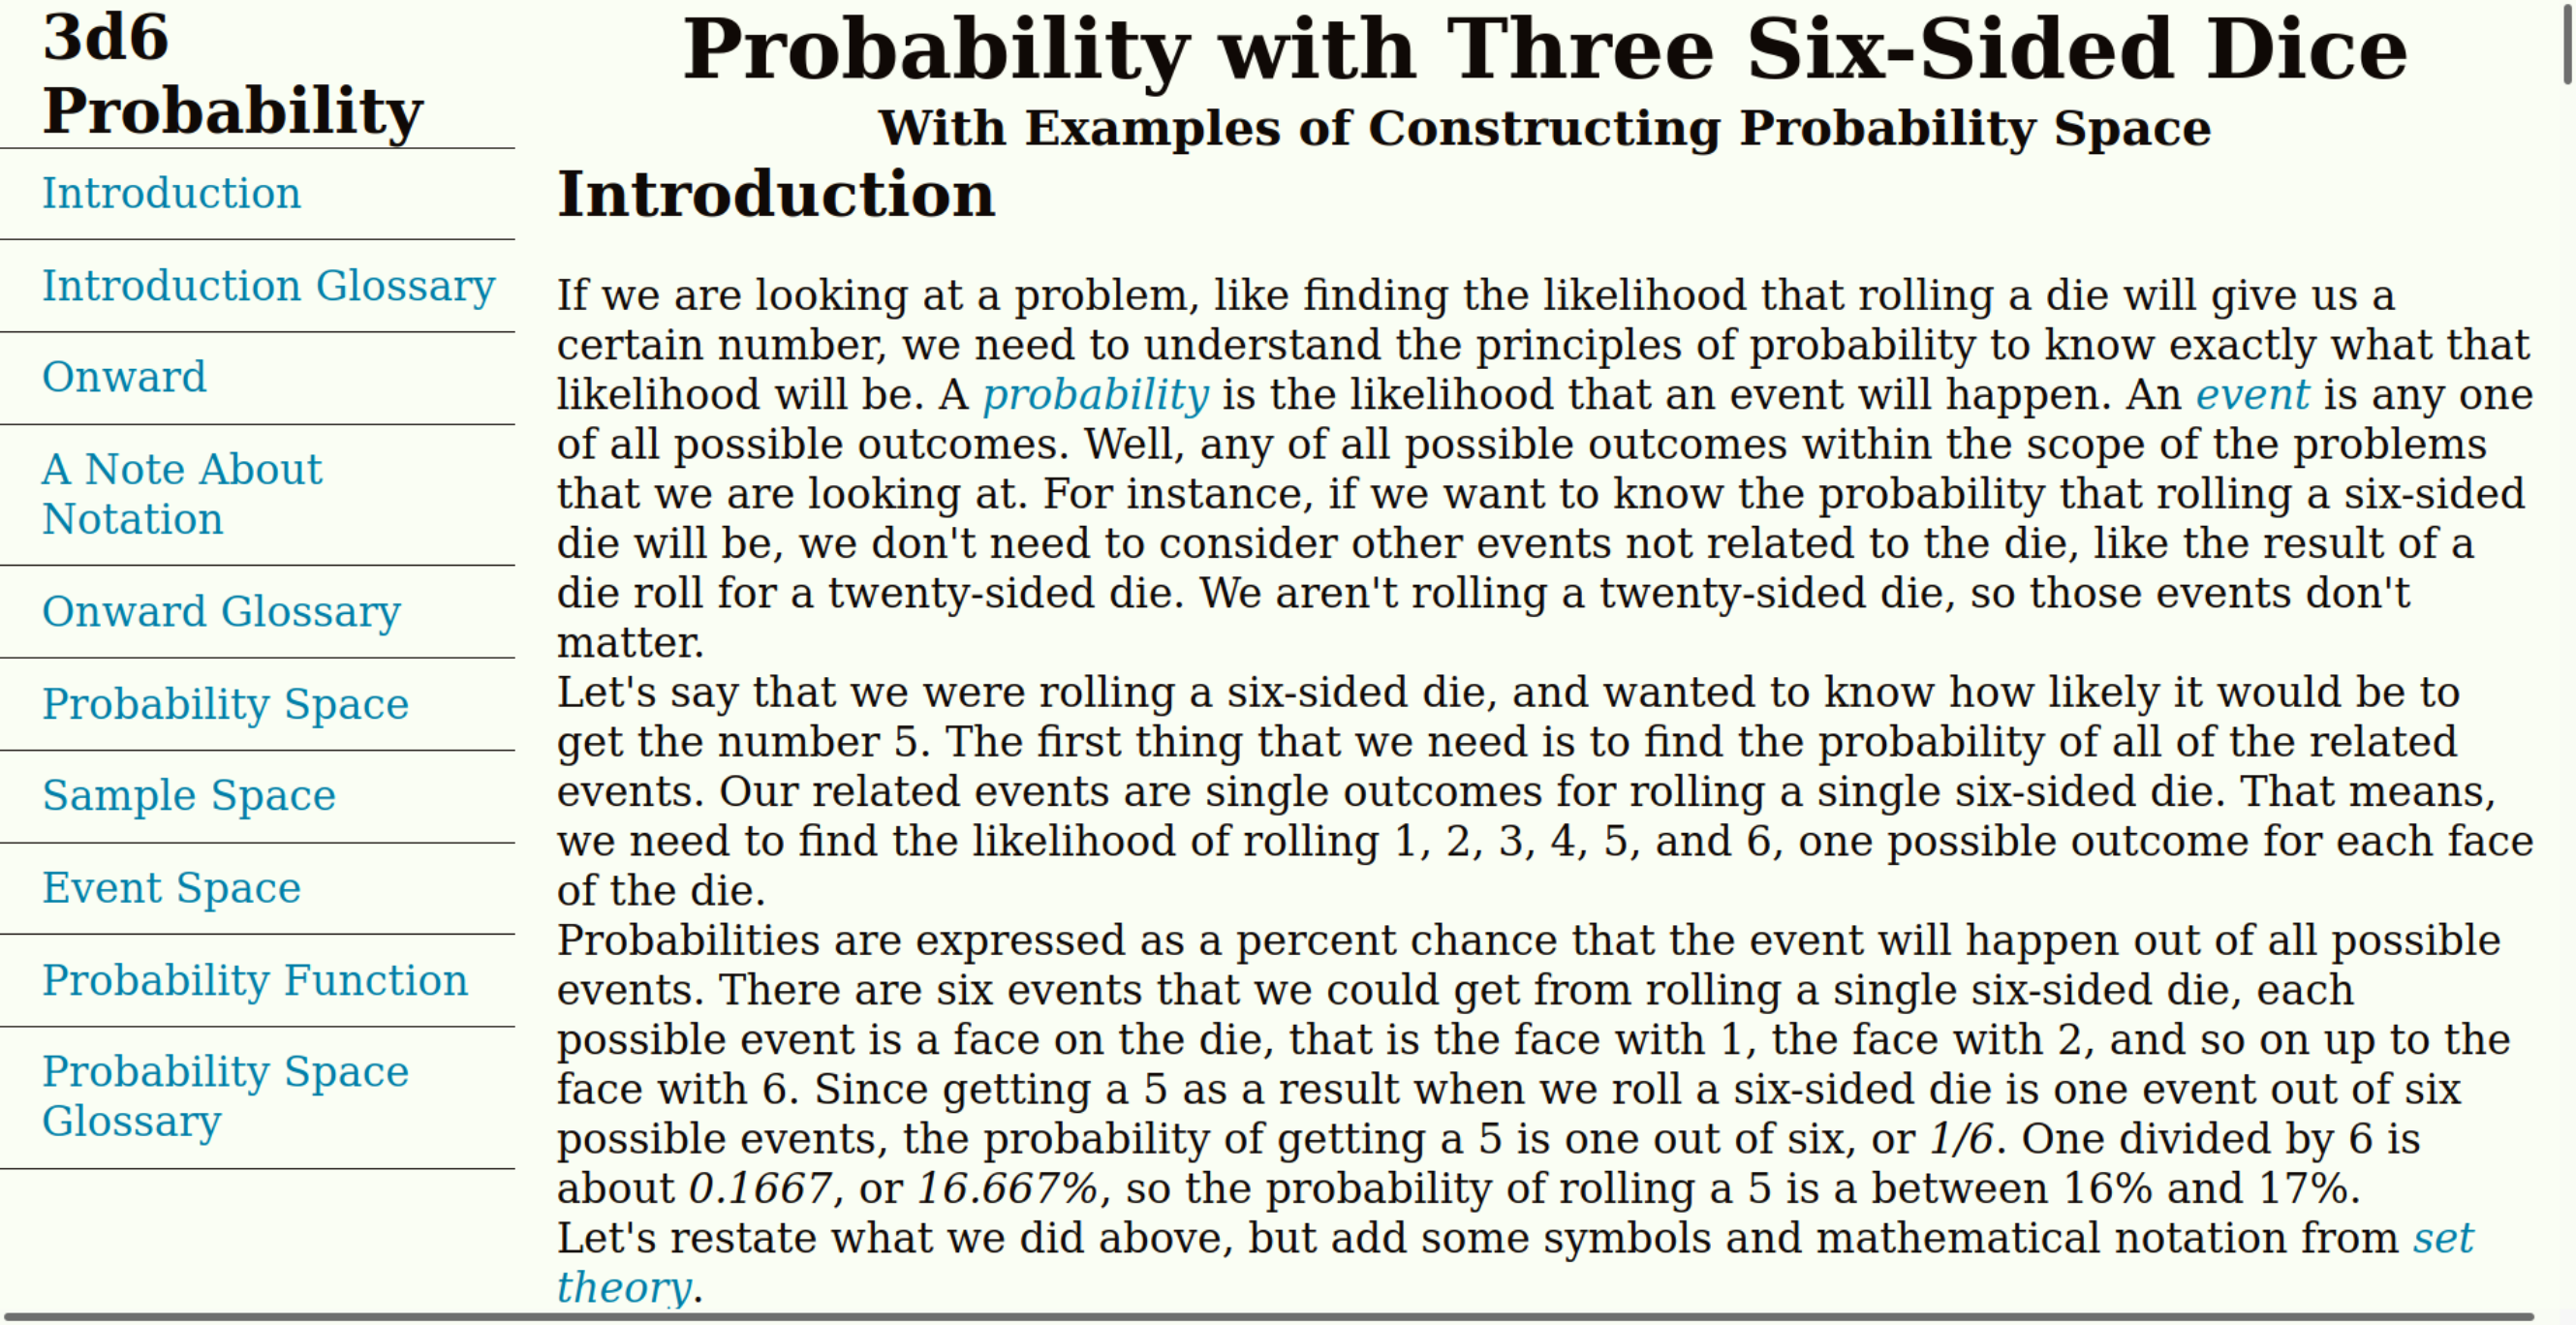 3d6
Probability
Introduction
Introduction Glossary
Onward
A Note About
Notation
Onward Glossary
Probability Space
Sample Space
Event Space
Probability Function
Probability Space
Glossary
Probability with Three Six-Sided Dice
With Examples of Constructing Probability Space
Introduction
If we are looking at a problem, like finding the likelihood that rolling a die will give us a
certain number, we need to understand the principles of probability to know exactly what that
likelihood will be. A probability is the likelihood that an event will happen. An event is any one
of all possible outcomes. Well, any of all possible outcomes within the scope of the problems
that we are looking at. For instance, if we want to know the probability that rolling a six-sided
die will be, we don't need to consider other events not related to the die, like the result of a
die roll for a twenty-sided die. We aren't rolling a twenty-sided die, so those events don't
matter.
Let's say that we were rolling a six-sided die, and wanted to know how likely it would be to
get the number 5. The first thing that we need is to find the probability of all of the related
events. Our related events are single outcomes for rolling a single six-sided die. That means,
we need to find the likelihood of rolling 1, 2, 3, 4, 5, and 6, one possible outcome for each face
of the die.
Probabilities are expressed as a percent chance that the event will happen out of all possible
events. There are six events that we could get from rolling a single six-sided die, each
possible event is a face on the die, that is the face with 1, the face with 2, and so on up to the
face with 6. Since getting a 5 as a result when we roll a six-sided die is one event out of six
possible events, the probability of getting a 5 is one out of six, or 1/6. One divided by 6 is
about 0.1667, or 16.667%, so the probability of rolling a 5 is a between 16% and 17%.
Let's restate what we did above, but add some symbols and mathematical notation from set
theory.